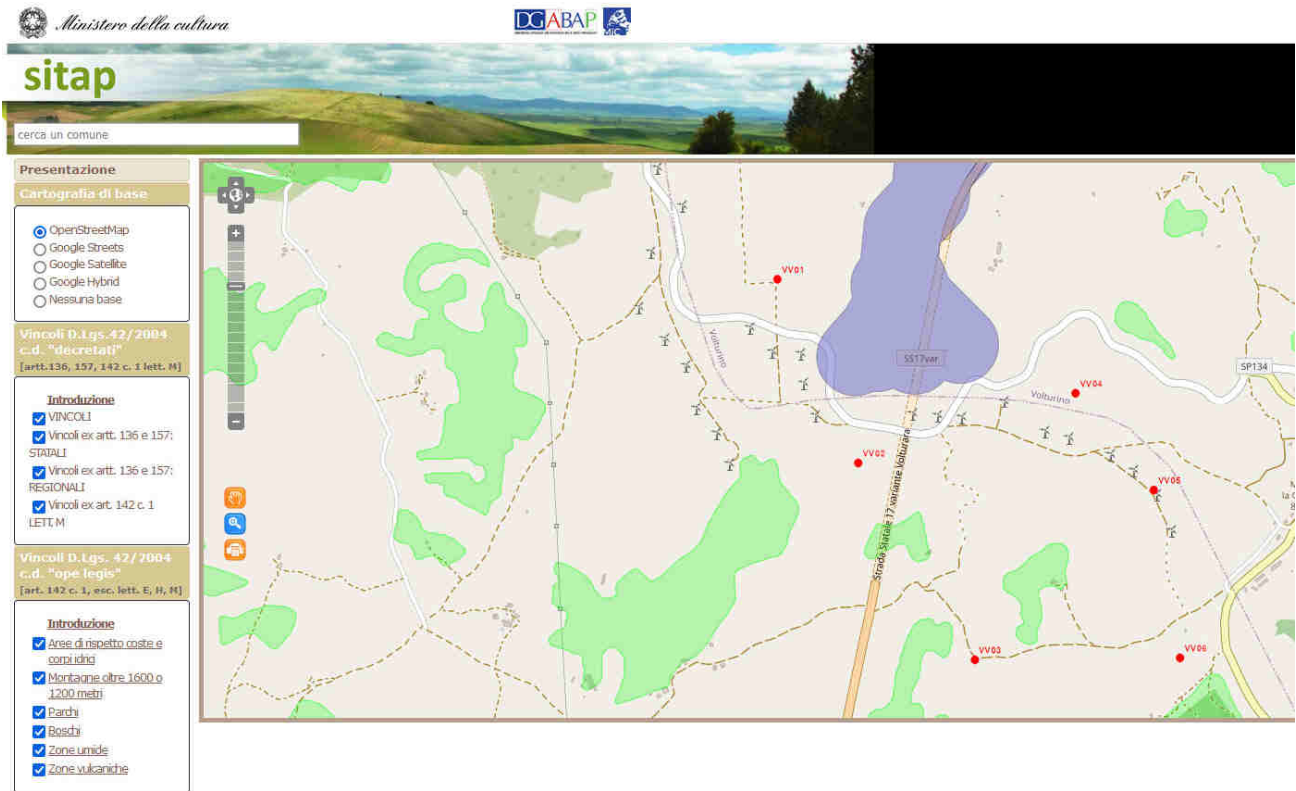 Ministero della cultura
DGABAP
MiC
sitap
cerca un comune
Presentazione
Cartografia di base
OpenStreetMap
Google Streets
Google Satellite
Google Hybrid
Nessuna base
Vincoli D.Lgs.42/2004
c.d. "decretati"
[artt.136, 157, 142 c. 1 lett. M]
Introduzione
VINCOLI
Vincoli ex artt. 136 e 157:
STATALI
Vincoli ex artt. 136 e 157:
REGIONALI
Vincoli ex art. 142 c. 1
LETT. M
Vincoli D.Lgs. 42/2004
c.d. "ope legis"
[art. 142 c. 1, esc. lett. E, H, M]
Introduzione
Aree di rispetto coste e
corpi idrici
Montagne oltre 1600 o
1200 metri
Parchi
Boschi
Zone umide
Zone vulcaniche
VV01
Volturino
SS17var
SP134
VV04
Volturino
VV02
VV05
Strada Statale 17 variante Volturara
VV03
VV06